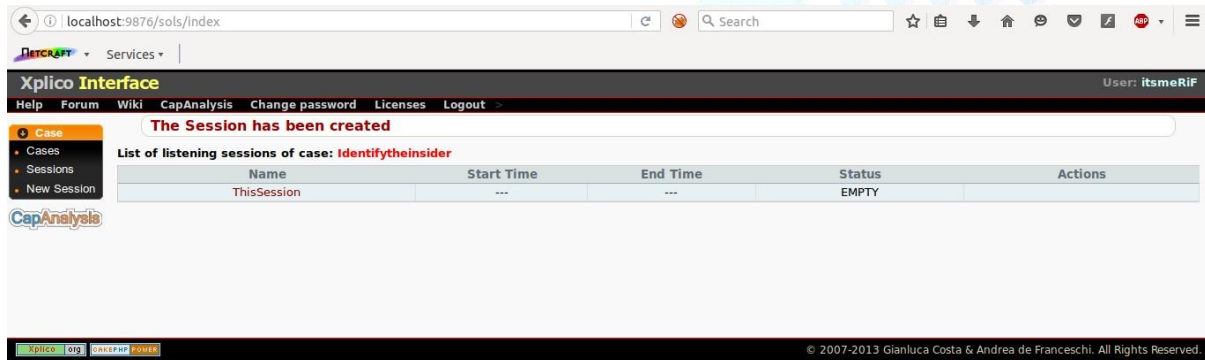 localhost:9876/sols/index
Search
ABP
NETCRAFT Services
Xplico Interface
User: itsmeRiF
Help Forum Wiki CapAnalysis Change password Licenses Logout >
Case
Cases
Sessions
New Session
CapAnalysis
The Session has been created
List of listening sessions of case: Identifytheinsider
Name Start Time End Time Status Actions
ThisSession --- --- EMPTY
Xplico org CAKEPHP POWER
© 2007-2013 Gianluca Costa & Andrea de Franceschi. All Rights Reserved.